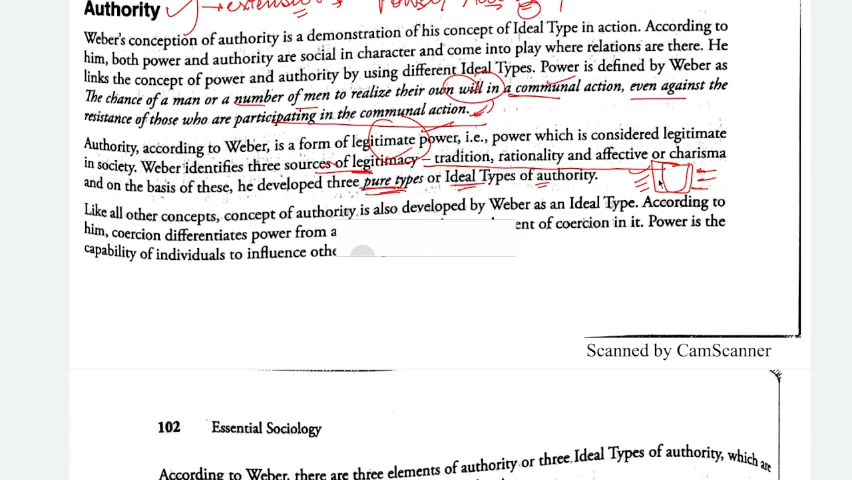 Authority → extension Power
Weber's conception of authority is a demonstration of his concept of Ideal Type in action. According to
him, both power and authority are social in character and come into play where relations are there. He
links the concept of power and authority by using different Ideal Types. Power is defined by Weber as
The chance of a man or a number of men to realize their own will in a communal action, even against the
resistance of those who are participating in the communal action.
Authority, according to Weber, is a form of legitimate power, i.e., power which is considered legitimate
in society. Weber identifies three sources of legitimacy – tradition, rationality and affective or charisma
and on the basis of these, he developed three pure types or Ideal Types of authority.
Like all other concepts, concept of authority is also developed by Weber as an Ideal Type. According to
him, coercion differentiates power from a ent of coercion in it. Power is the
capability of individuals to influence othe
Scanned by CamScanner
102 Essential Sociology
According to Weber, there are three elements of authority or three Ideal Types of authority, which are